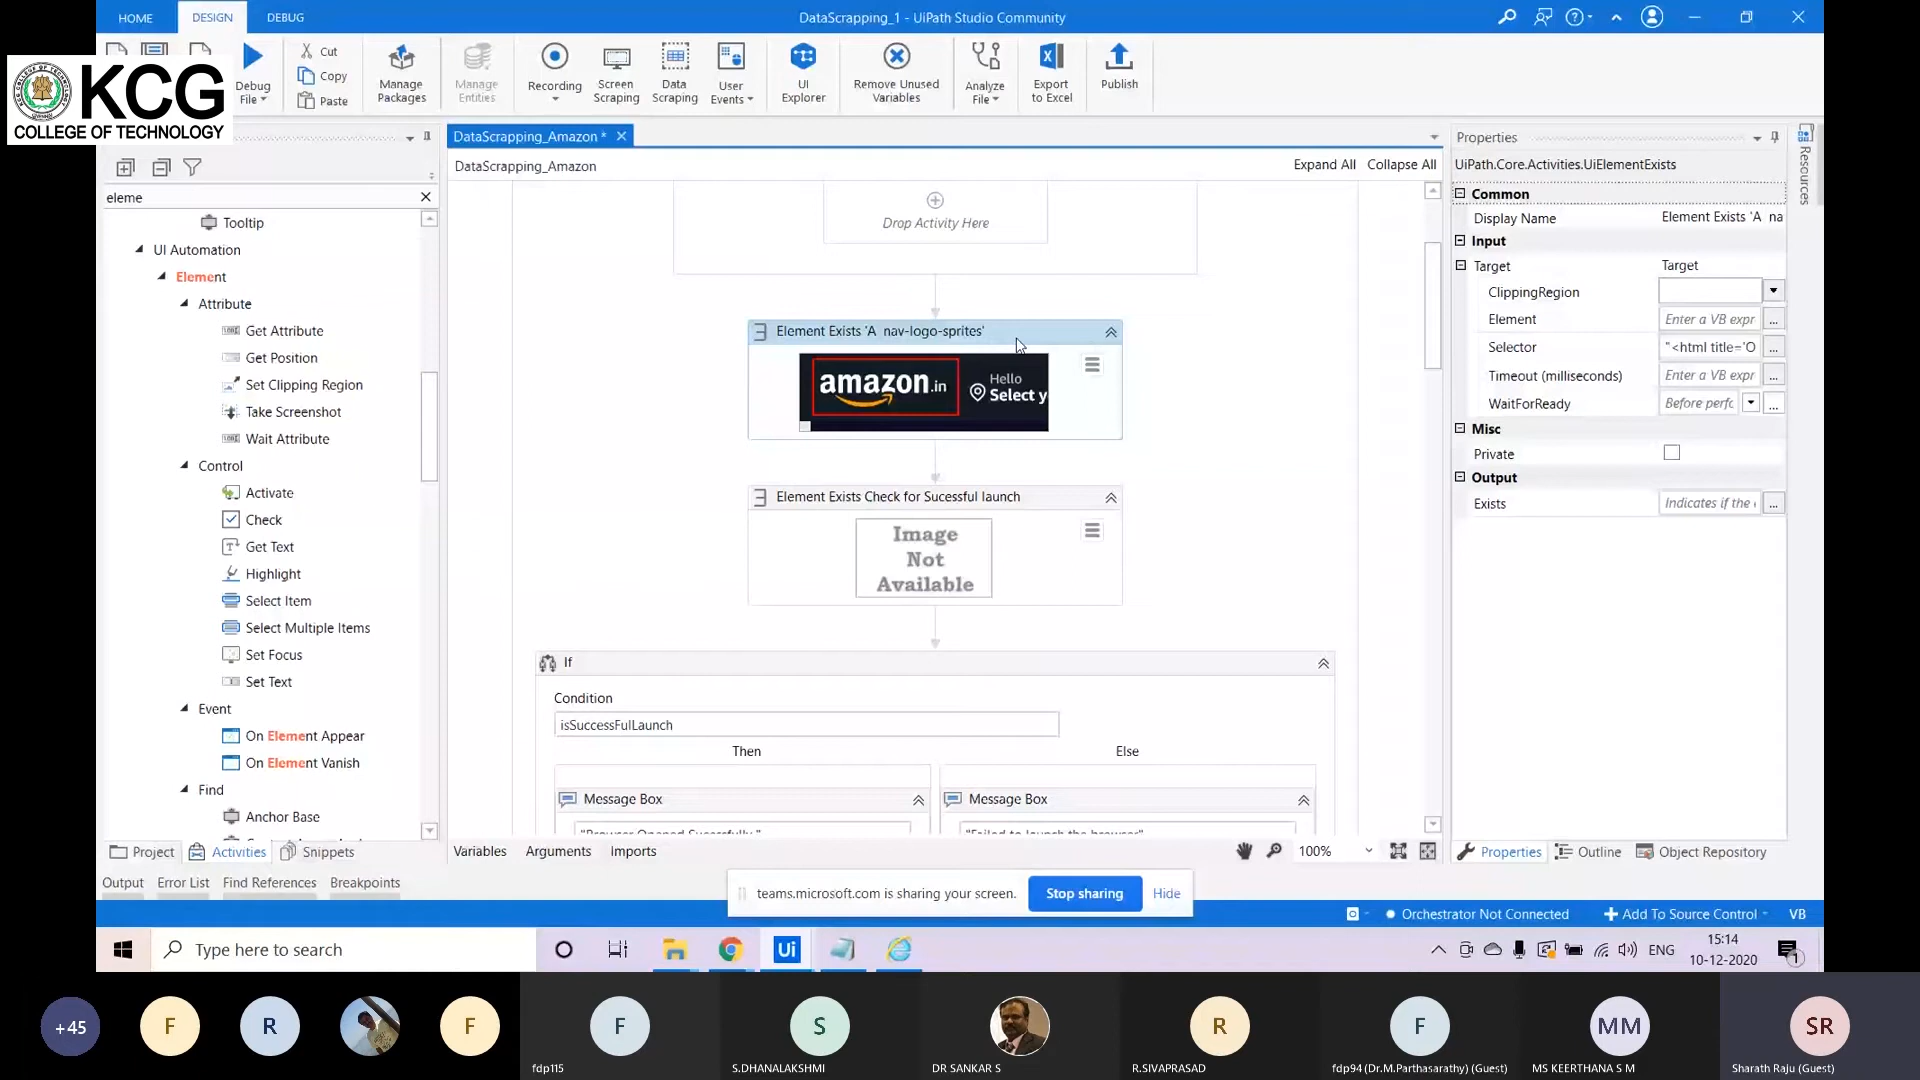 HOME
DESIGN
DEBUG
DataScrapping_1 - UiPath Studio Community
KCG
COLLEGE OF TECHNOLOGY
Debug
File
Cut
Copy
Paste
Manage
Packages
Manage
Entities
Recording
Screen
Scraping
Data
Scraping
User
Events
UI
Explorer
Remove Unused
Variables
Analyze
File
Export
to Excel
Publish
eleme
Tooltip
UI Automation
Element
Attribute
Get Attribute
Get Position
Set Clipping Region
Take Screenshot
Wait Attribute
Control
Activate
Check
Get Text
Highlight
Select Item
Select Multiple Items
Set Focus
Set Text
Event
On Element Appear
On Element Vanish
Find
Anchor Base
Project
Activities
Snippets
DataScrapping_Amazon *
DataScrapping_Amazon
Expand All
Collapse All
Drop Activity Here
Element Exists 'A nav-logo-sprites'
amazon.in
Hello
Select y
Element Exists Check for Sucessful launch
Image
Not
Available
If
Condition
isSuccessFulLaunch
Then
Else
Message Box
Message Box
"Browser Opened Sucessfully "
"Failed to launch the browser"
Variables
Arguments
Imports
100%
Properties
UiPath.Core.Activities.UiElementExists
Common
Display Name
Element Exists 'A na
Input
Target
Target
ClippingRegion
Element
Enter a VB expr
...
Selector
"<html title='O
...
Timeout (milliseconds)
Enter a VB expr
...
WaitForReady
Before perfo
...
Misc
Private
Output
Exists
Indicates if the
...
Resources
Properties
Outline
Object Repository
Output
Error List
Find References
Breakpoints
teams.microsoft.com is sharing your screen.
Stop sharing
Hide
Orchestrator Not Connected
Add To Source Control
VB
Type here to search
Ui
ENG
15:14
10-12-2020
1
+45
F
R
F
F
fdp115
S
S.DHANALAKSHMI
DR SANKAR S
R
R.SIVAPRASAD
F
fdp94 (Dr.M.Parthasarathy) (Guest)
MM
MS KEERTHANA S M
SR
Sharath Raju (Guest)